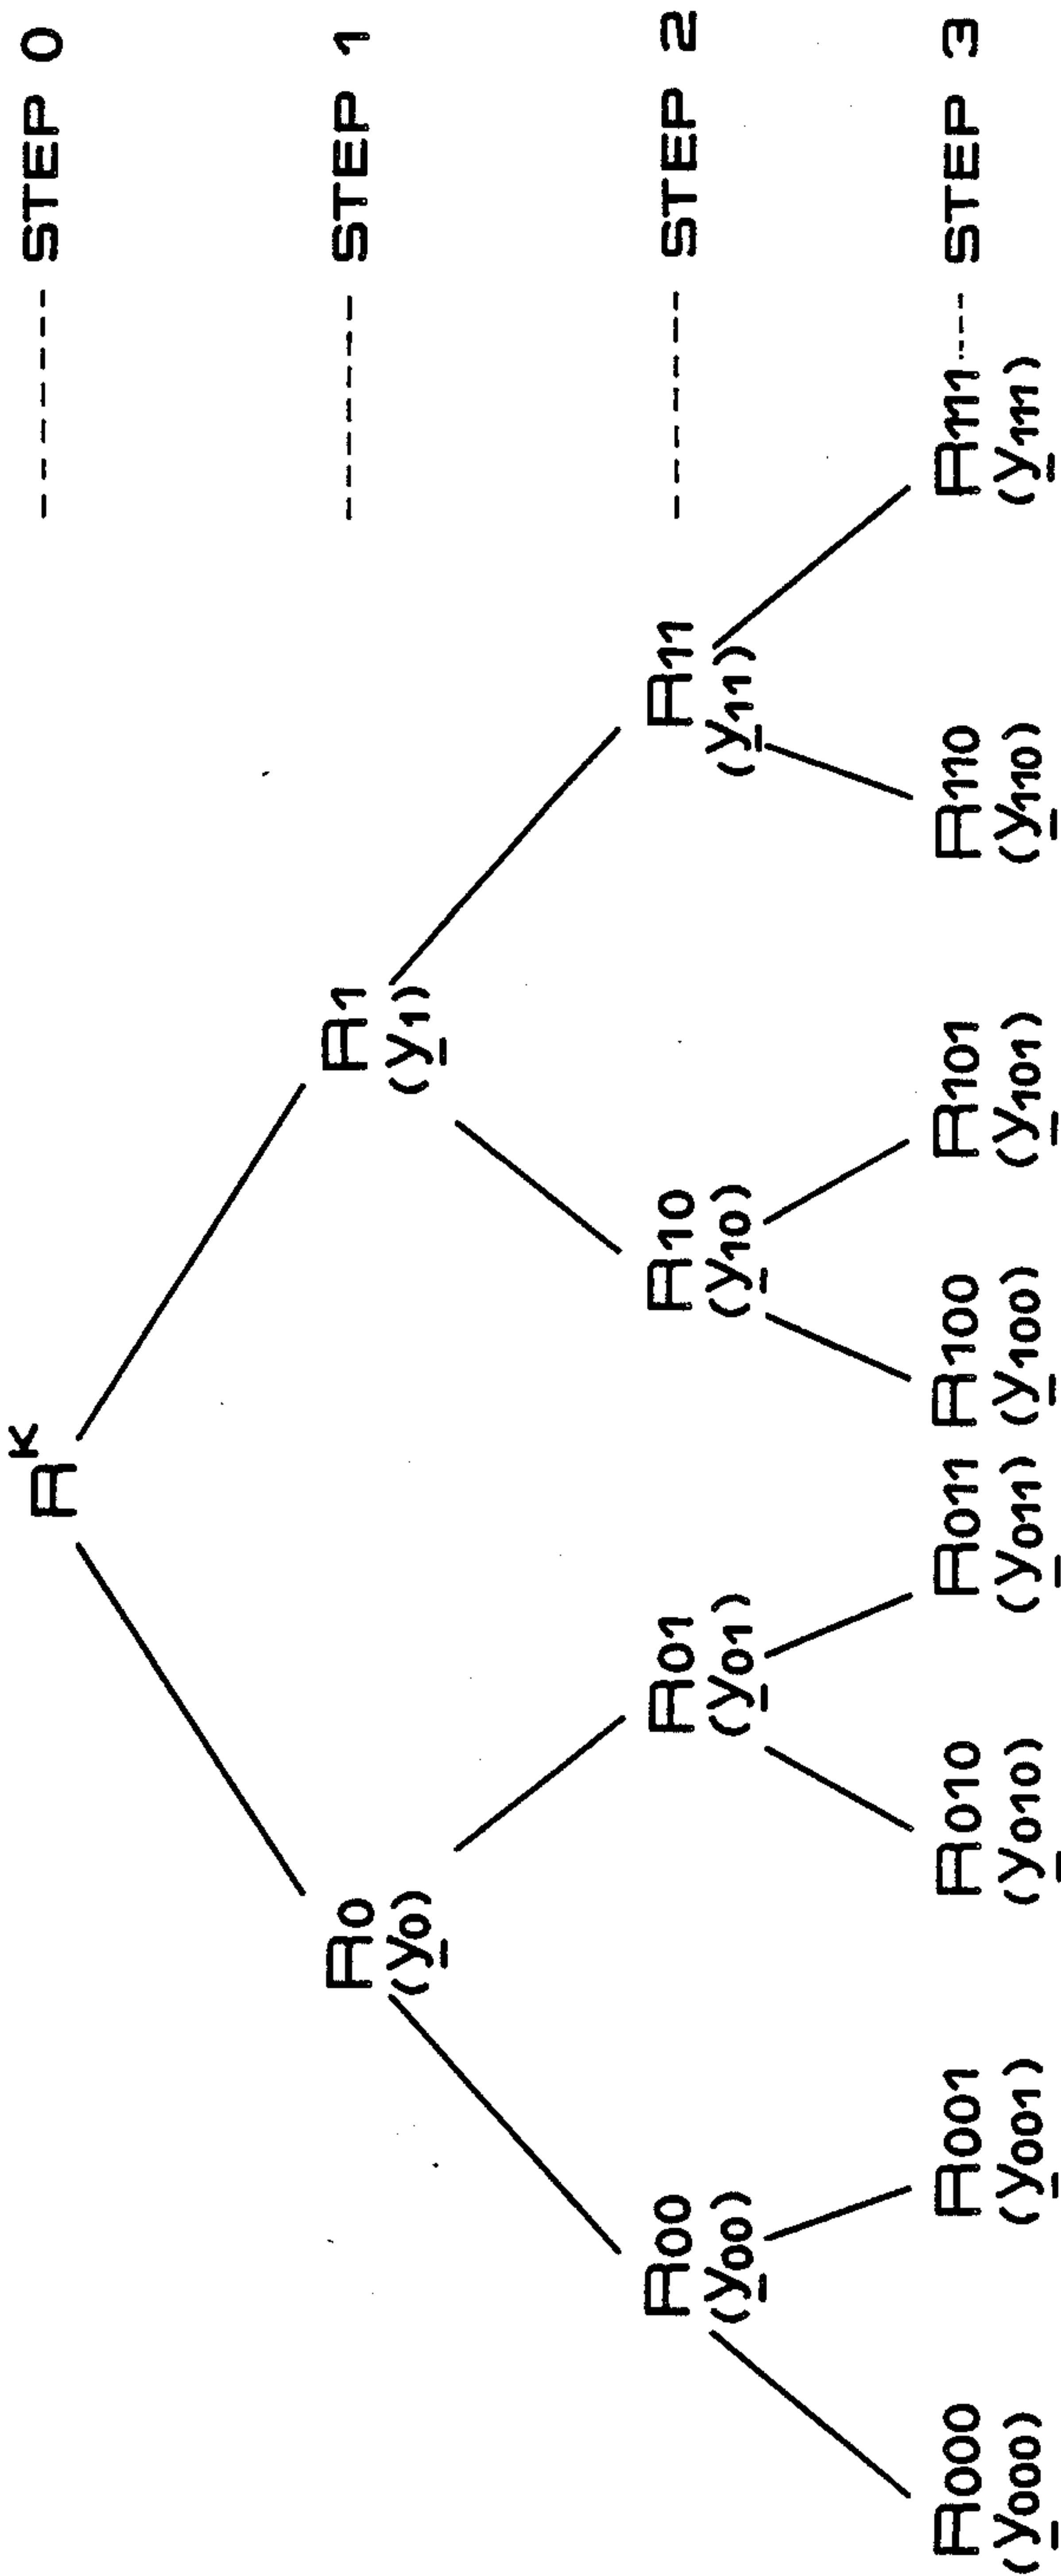 R^K ------- STEP 0
R0 R1 ------- STEP 1
(y0) (y1)
R00 R01 R10 R11 ------- STEP 2
(y00) (y01) (y10) (y11)
R000 R001 R010 R011 R100 R101 R110 R111 ---- STEP 3
(y000) (y001) (y010) (y011) (y100) (y101) (y110) (y111)